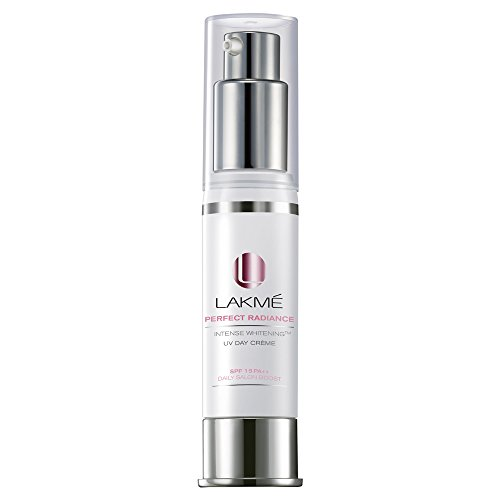 LAKMÉ
PERFECT RADIANCE
INTENSE WHITENING™
UV DAY CRÈME
SPF 15 PA++
DAILY SALON BOOST